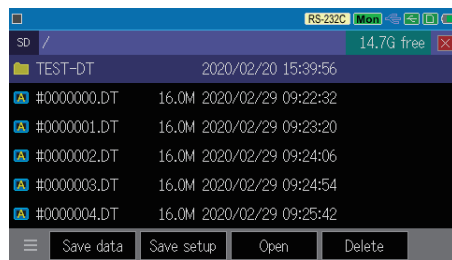 RS-232C Mon
SD / 14.7G free
TEST-DT 2020/02/20 15:39:56
A #0000000.DT 16.0M 2020/02/29 09:22:32
A #0000001.DT 16.0M 2020/02/29 09:23:20
A #0000002.DT 16.0M 2020/02/29 09:24:06
A #0000003.DT 16.0M 2020/02/29 09:24:54
A #0000004.DT 16.0M 2020/02/29 09:25:42
Save data Save setup Open Delete